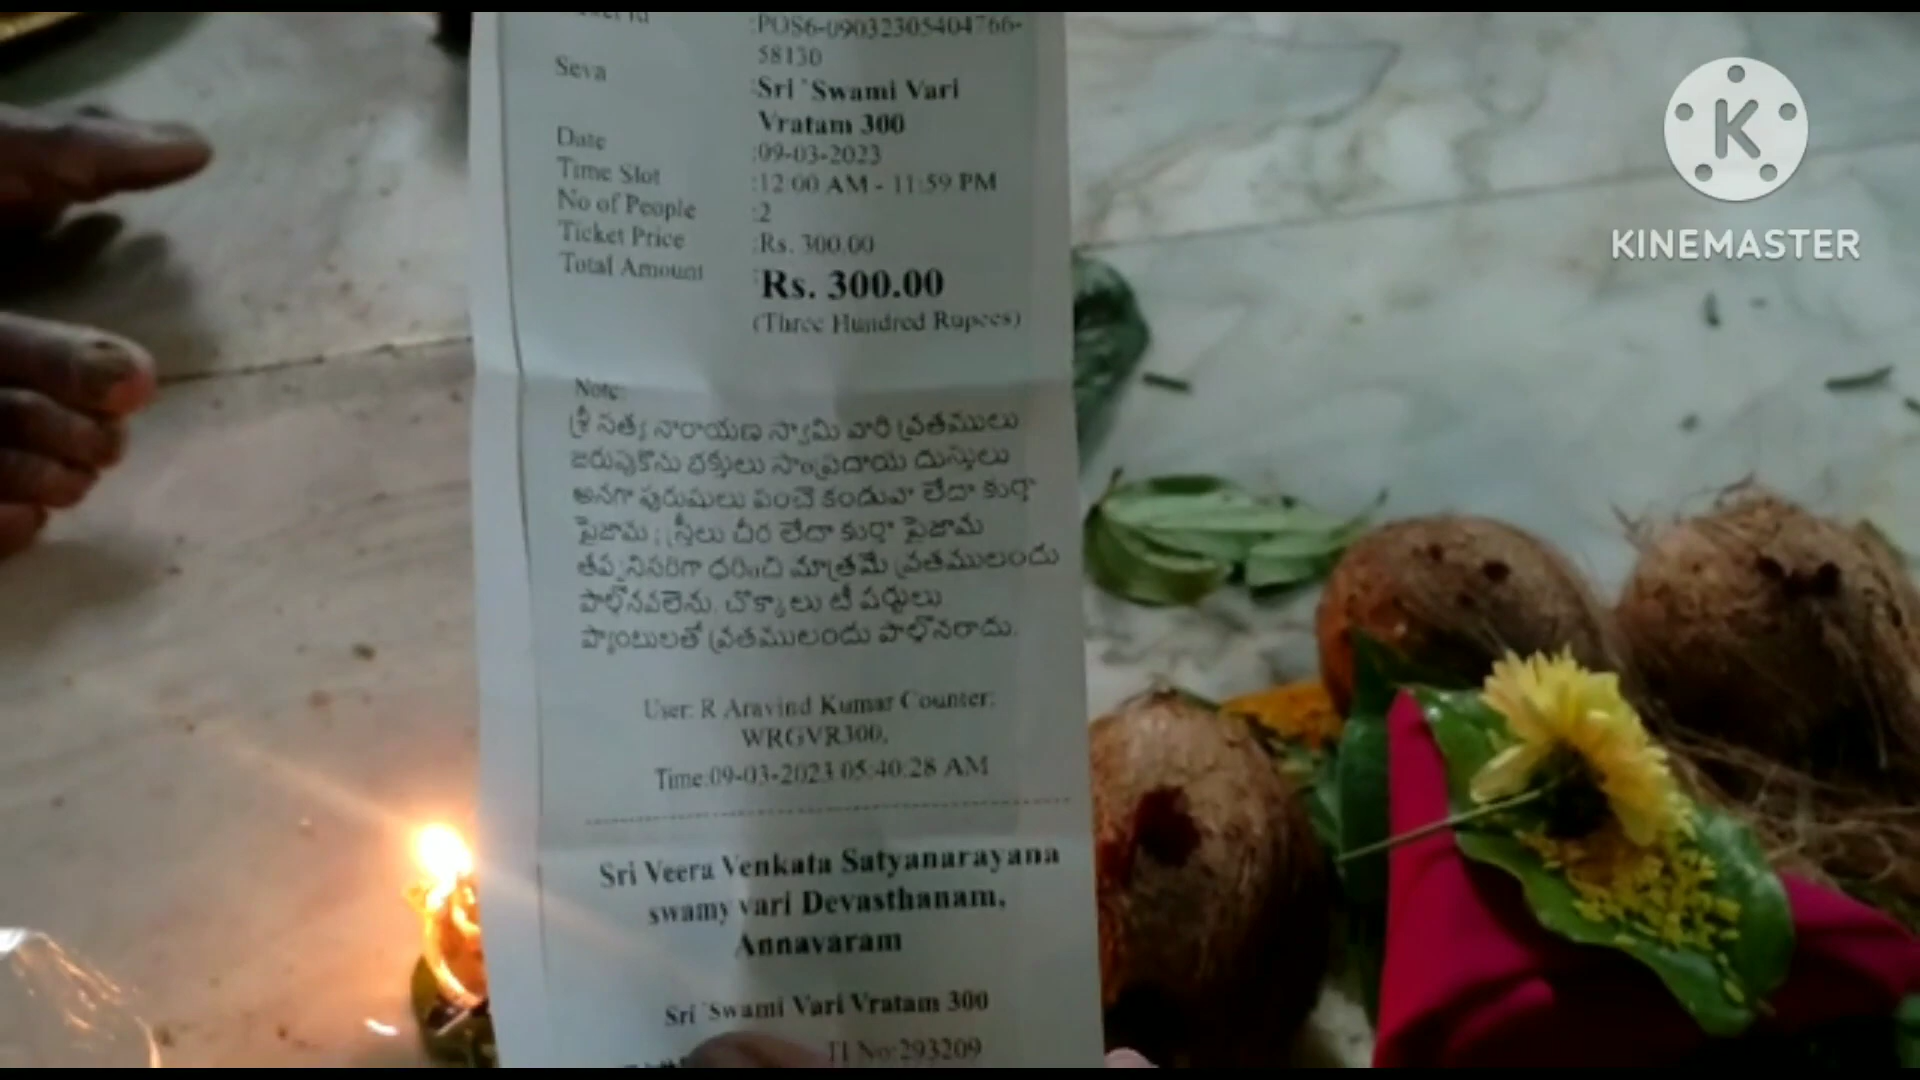 :POS6-09032305404766-
58130
Seva :Sri `Swami Vari
Vratam 300
Date :09-03-2023
Time Slot :12:00 AM - 11:59 PM
No of People :2
Ticket Price :Rs. 300.00
Total Amount :Rs. 300.00
(Three Hundred Rupees)
Note:
శ్రీ సత్య నారాయణ స్వామి వారి వ్రతములు
జరుపుకొను భక్తులు సాంప్రదాయ దుస్తులు
అనగా పురుషులు పంచె కండువా లేదా కుర్తా
పైజామ ; స్త్రీలు చీర లేదా కుర్తా పైజామ
తప్పనిసరిగా ధరించి మాత్రమే వ్రతములందు
పాల్గొనవలెను. చొక్కాలు టీ షర్టులు
ప్యాంటులతో వ్రతములందు పాల్గొనరాదు.
User: R Aravind Kumar Counter:
WRGVR300,
Time:09-03-2023 05:40:28 AM
Sri Veera Venkata Satyanarayana
swamy vari Devasthanam,
Annavaram
Sri `Swami Vari Vratam 300
TI No:293209
KINEMASTER